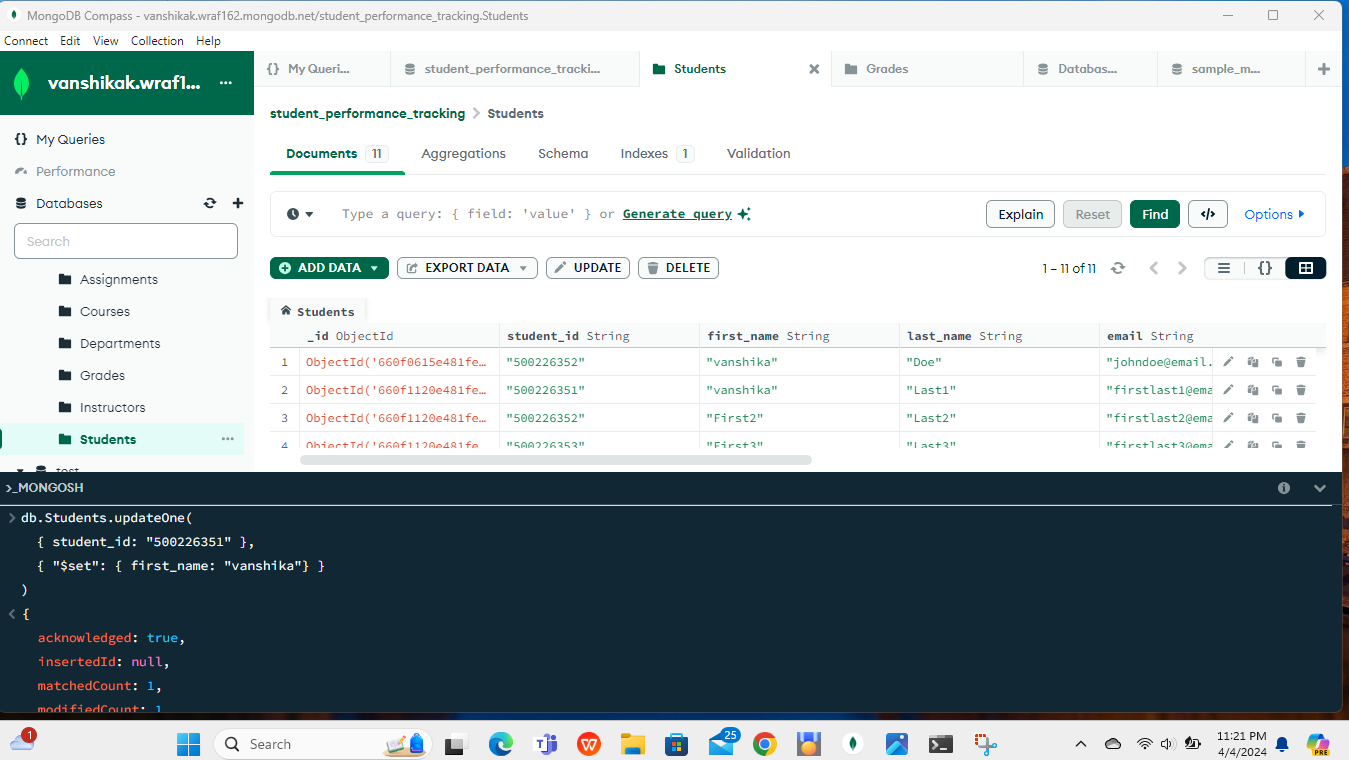 MongoDB Compass - vanshikak.wraf162.mongodb.net/student_performance_tracking.Students
Connect Edit View Collection Help
vanshikak.wrafl... ···
{} My Queri... student_performance_tracki... Students Grades Databas... sample_m...
student_performance_tracking > Students
My Queries
Performance
Databases
Search
Assignments
Courses
Departments
Grades
Instructors
Students ···
test
Documents 11 Aggregations Schema Indexes 1 Validation
Type a query: { field: 'value' } or Generate query
Explain Reset Find </> Options
ADD DATA EXPORT DATA UPDATE DELETE 1 – 11 of 11 {}
Students
_id ObjectId student_id String first_name String last_name String email String
1 ObjectId('660f0615e481fe… "500226352" "vanshika" "Doe" "johndoe@email.
2 ObjectId('660f1120e481fe… "500226351" "vanshika" "Last1" "firstlast1@ema
3 ObjectId('660f1120e481fe… "500226352" "First2" "Last2" "firstlast2@ema
4 ObjectId('660f1120e481fe… "500226353" "First3" "Last3" "firstlast3@ema
>_MONGOSH
> db.Students.updateOne(
{ student_id: "500226351" },
{ "$set": { first_name: "vanshika"} }
)
< {
acknowledged: true,
insertedId: null,
matchedCount: 1,
modifiedCount: 1
1
Search
25
11:21 PM
4/4/2024
PRE